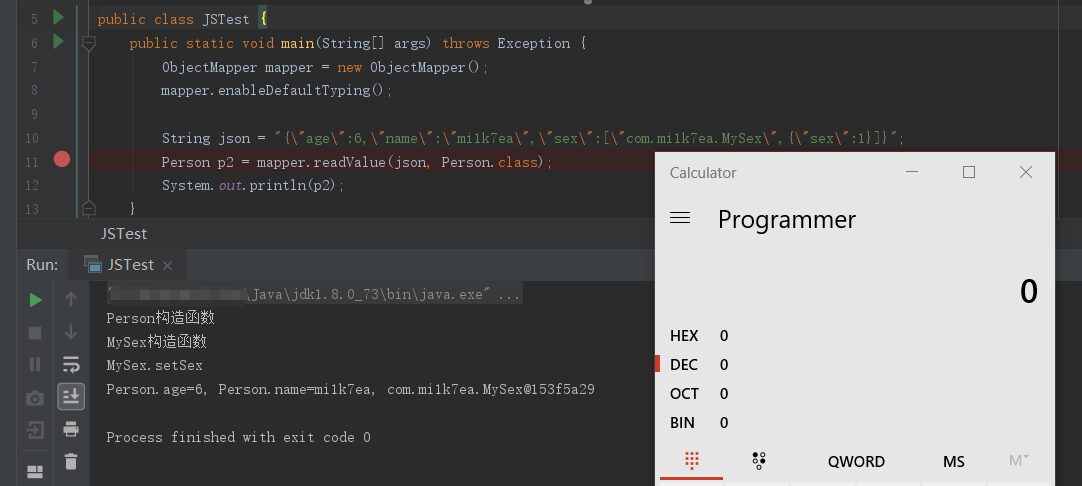 5 public class JSTest {
6 public static void main(String[] args) throws Exception {
7 ObjectMapper mapper = new ObjectMapper();
8 mapper.enableDefaultTyping();
9
10 String json = "{\"age\":6,\"name\":\"mi1k7ea\",\"sex\":[\"com.mi1k7ea.MySex\",{\"sex\":1}]}";
11 Person p2 = mapper.readValue(json, Person.class);
12 System.out.println(p2);
13 }
JSTest
Run: JSTest
\Java\jdk1.8.0_73\bin\java.exe" ...
Person构造函数
MySex构造函数
MySex.setSex
Person.age=6, Person.name=mi1k7ea, com.mi1k7ea.MySex@153f5a29
Process finished with exit code 0
Calculator
Programmer
0
HEX 0
DEC 0
OCT 0
BIN 0
QWORD MS M